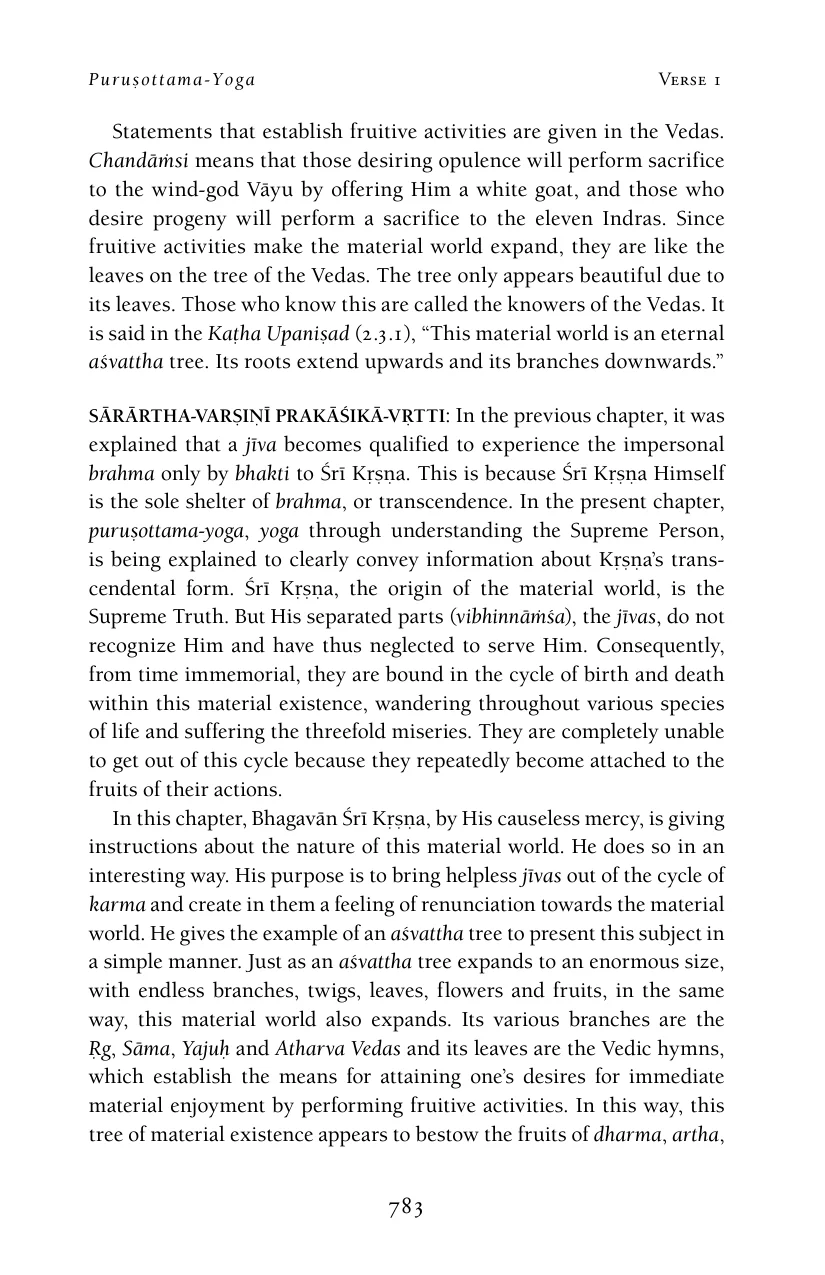 Puruṣottama-Yoga
Verse 1
Statements that establish fruitive activities are given in the Vedas.
Chandāṁsi means that those desiring opulence will perform sacrifice
to the wind-god Vāyu by offering Him a white goat, and those who
desire progeny will perform a sacrifice to the eleven Indras. Since
fruitive activities make the material world expand, they are like the
leaves on the tree of the Vedas. The tree only appears beautiful due to
its leaves. Those who know this are called the knowers of the Vedas. It
is said in the Kaṭha Upaniṣad (2.3.1), “This material world is an eternal
aśvattha tree. Its roots extend upwards and its branches downwards.”
SĀRĀRTHA-VARṢIṆĪ PRAKĀŚIKĀ-VṚTTI: In the previous chapter, it was
explained that a jīva becomes qualified to experience the impersonal
brahma only by bhakti to Śrī Kṛṣṇa. This is because Śrī Kṛṣṇa Himself
is the sole shelter of brahma, or transcendence. In the present chapter,
puruṣottama-yoga, yoga through understanding the Supreme Person,
is being explained to clearly convey information about Kṛṣṇa’s trans-
cendental form. Śrī Kṛṣṇa, the origin of the material world, is the
Supreme Truth. But His separated parts (vibhinnāṁśa), the jīvas, do not
recognize Him and have thus neglected to serve Him. Consequently,
from time immemorial, they are bound in the cycle of birth and death
within this material existence, wandering throughout various species
of life and suffering the threefold miseries. They are completely unable
to get out of this cycle because they repeatedly become attached to the
fruits of their actions.
In this chapter, Bhagavān Śrī Kṛṣṇa, by His causeless mercy, is giving
instructions about the nature of this material world. He does so in an
interesting way. His purpose is to bring helpless jīvas out of the cycle of
karma and create in them a feeling of renunciation towards the material
world. He gives the example of an aśvattha tree to present this subject in
a simple manner. Just as an aśvattha tree expands to an enormous size,
with endless branches, twigs, leaves, flowers and fruits, in the same
way, this material world also expands. Its various branches are the
Ṛg, Sāma, Yajuḥ and Atharva Vedas and its leaves are the Vedic hymns,
which establish the means for attaining one’s desires for immediate
material enjoyment by performing fruitive activities. In this way, this
tree of material existence appears to bestow the fruits of dharma, artha,
783